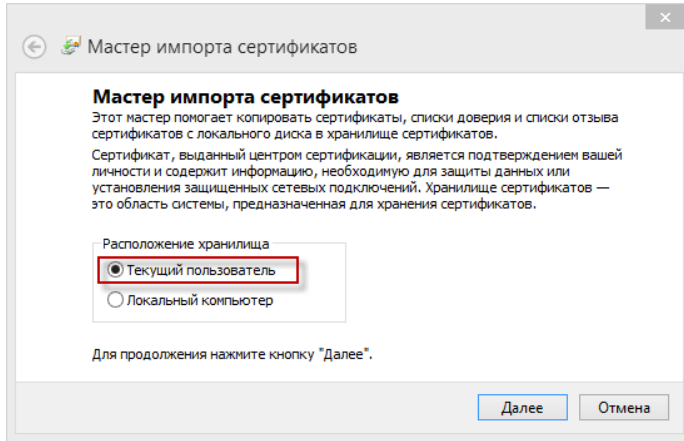 Мастер импорта сертификатов
Мастер импорта сертификатов
Этот мастер помогает копировать сертификаты, списки доверия и списки отзыва
сертификатов с локального диска в хранилище сертификатов.
Сертификат, выданный центром сертификации, является подтверждением вашей
личности и содержит информацию, необходимую для защиты данных или
установления защищенных сетевых подключений. Хранилище сертификатов —
это область системы, предназначенная для хранения сертификатов.
Расположение хранилища
Текущий пользователь
Локальный компьютер
Для продолжения нажмите кнопку "Далее".
Далее Отмена